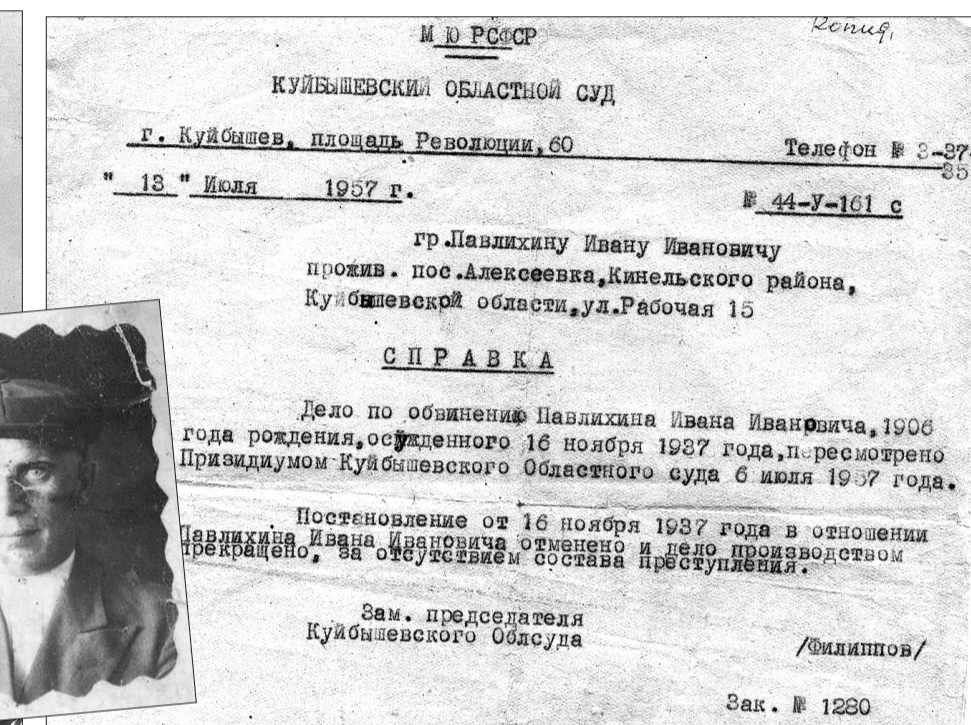 Копия.
М Ю РСФСР
КУЙБЫШЕВСКИЙ ОБЛАСТНОЙ СУД
г. Куйбышев, площадь Революции,60 Телефон № 3-37-
35
" 13 " Июля 1957 г. № 44-У-161 с
гр.Павлихину Ивану Ивановичу
прожив. пос.Алексеевка,Кинельского района,
Куйбышевской области,ул.Рабочая 15
С П Р А В К А
Дело по обвинению Павлихина Ивана Ивановича,1906
года рождения,осужденного 16 ноября 1937 года,пересмотрено
Призидиумом Куйбышевского Областного суда 6 июля 1957 года.
Постановление от 16 ноября 1937 года в отношении
Павлихина Ивана Ивановича отменено и дело производством
прекращено, за отсутствием состава преступления.
Зам. председателя
Куйбышевского Облсуда /Филиппов/
Зак. № 1280